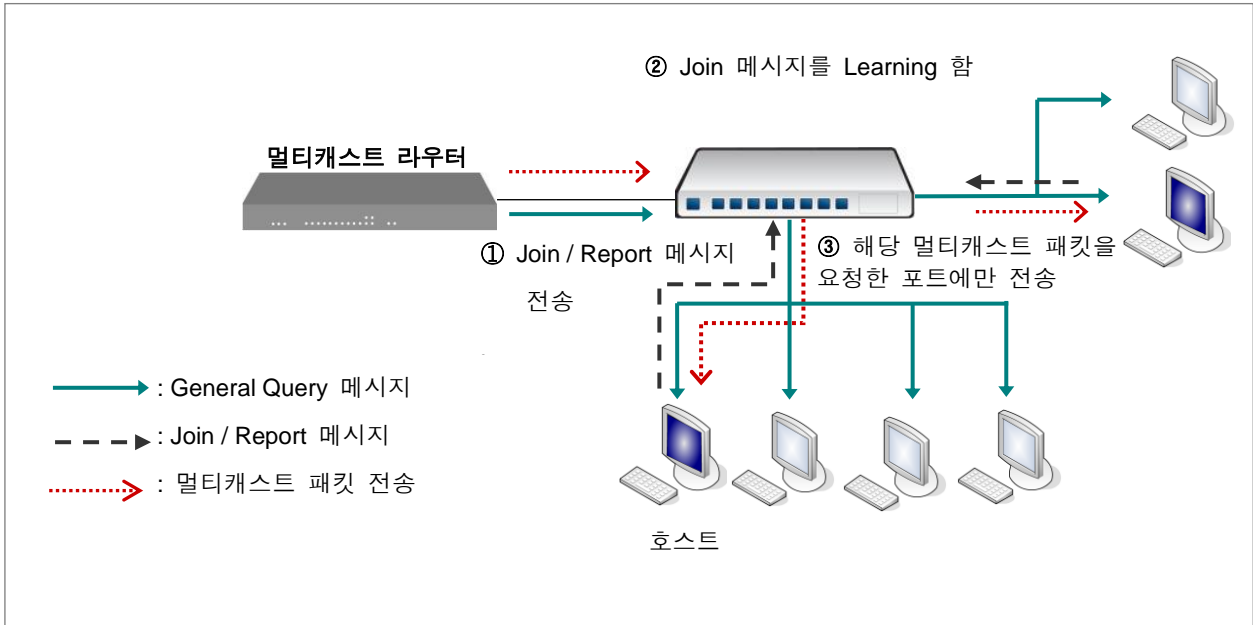 ② Join 메시지를 Learning 함
멀티캐스트 라우터
① Join / Report 메시지
전송
③ 해당 멀티캐스트 패킷을
요청한 포트에만 전송
: General Query 메시지
: Join / Report 메시지
: 멀티캐스트 패킷 전송
호스트